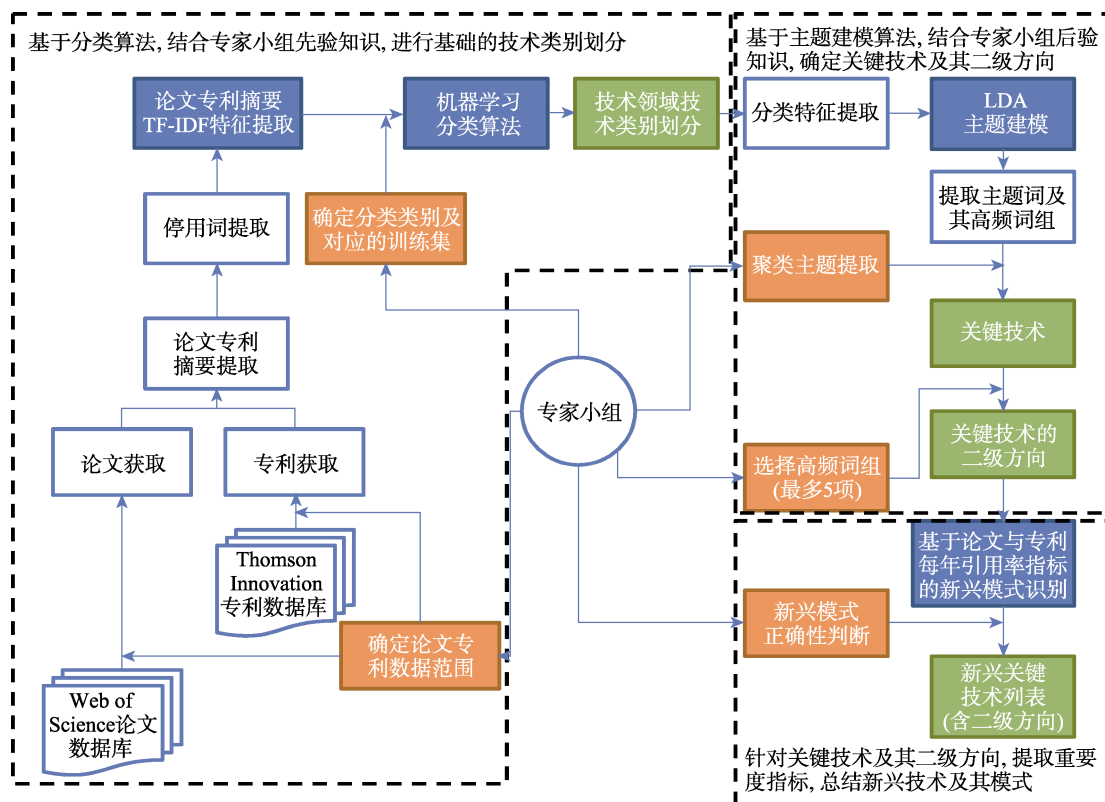 基于分类算法, 结合专家小组先验知识, 进行基础的技术类别划分
论文专利摘要
TF-IDF特征提取
机器学习
分类算法
技术领域技
术类别划分
停用词提取
确定分类类别及
对应的训练集
论文专利
摘要提取
论文获取
专利获取
Thomson
Innovation
专利数据库
确定论文专
利数据范围
Web of
Science论文
数据库
专家小组
基于主题建模算法, 结合专家小组后验
知识, 确定关键技术及其二级方向
分类特征提取
LDA
主题建模
提取主题词及
其高频词组
聚类主题提取
关键技术
关键技术的
二级方向
选择高频词组
(最多5项)
基于论文与专利
每年引用率指标
的新兴模式识别
新兴模式
正确性判断
新兴关键
技术列表
(含二级方向)
针对关键技术及其二级方向, 提取重要
度指标, 总结新兴技术及其模式